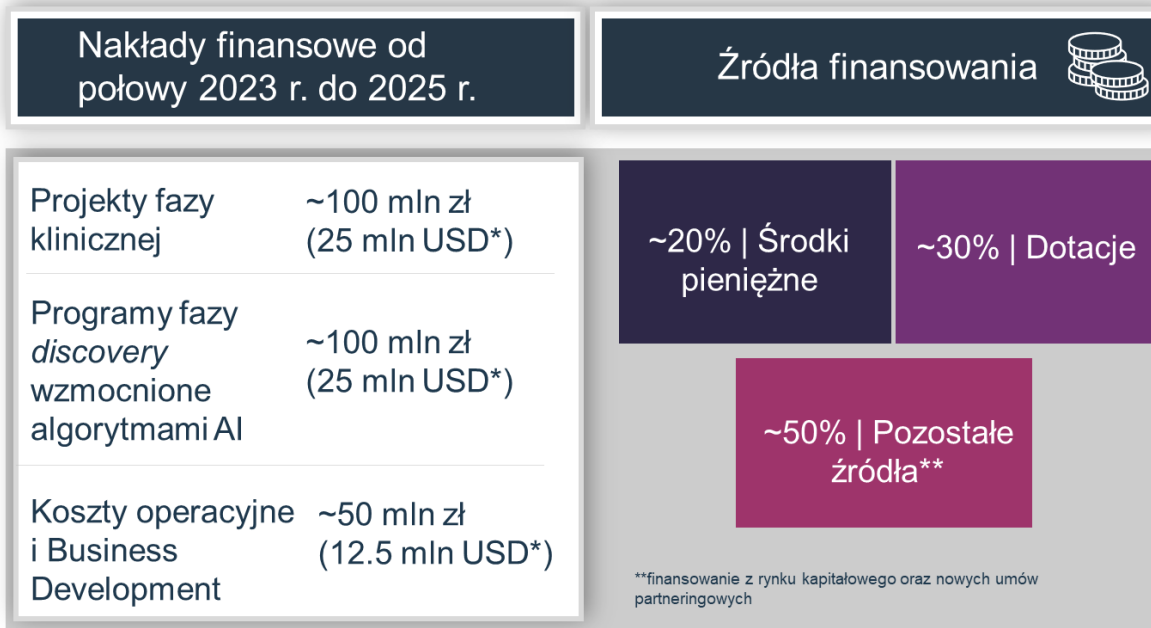 Nakłady finansowe od
połowy 2023 r. do 2025 r.
Źródła finansowania
Projekty fazy
klinicznej
~100 mln zł
(25 mln USD*)
Programy fazy
discovery
wzmocnione
algorytmami AI
~100 mln zł
(25 mln USD*)
Koszty operacyjne
i Business
Development
~50 mln zł
(12.5 mln USD*)
~20% | Środki
pieniężne
~30% | Dotacje
~50% | Pozostałe
źródła**
**finansowanie z rynku kapitałowego oraz nowych umów
partneringowych